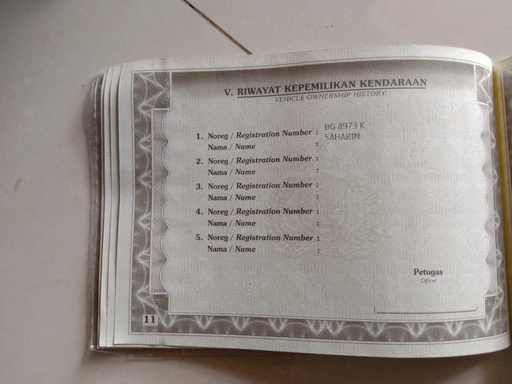 V. RIWAYAT KEPEMILIKAN KENDARAAN
VEHICLE OWNERSHIP HISTORY
1. Noreg / Registration Number : BG 8973 K
Nama / Name : SAHARIN
2. Noreg / Registration Number :
Nama / Name :
3. Noreg / Registration Number :
Nama / Name :
4. Noreg / Registration Number :
Nama / Name :
5. Noreg / Registration Number :
Nama / Name :
Petugas
Officer
11